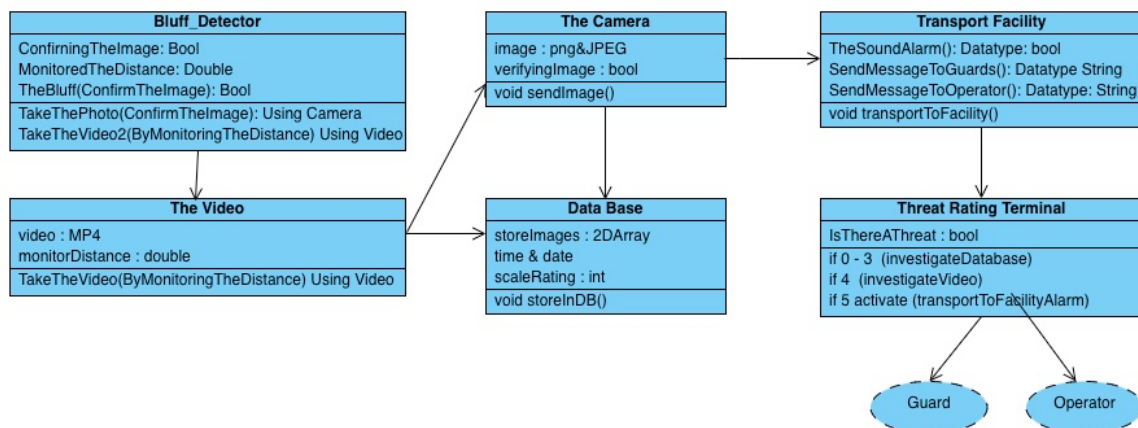 Bluff_Detector
ConfirningTheImage: Bool
MonitoredTheDistance: Double
TheBluff(ConfirmTheImage): Bool
TakeThePhoto(ConfirmTheImage): Using Camera
TakeTheVideo2(ByMonitoringTheDistance) Using Video
The Camera
image : png&JPEG
verifyingImage : bool
void sendImage()
Transport Facility
TheSoundAlarm(): Datatype: bool
SendMessageToGuards(): Datatype String
SendMessageToOperator(): Datatype: String
void transportToFacility()
The Video
video : MP4
monitorDistance : double
TakeTheVideo(ByMonitoringTheDistance) Using Video
Data Base
storeImages : 2DArray
time & date
scaleRating : int
void storeInDB()
Threat Rating Terminal
IsThereAThreat : bool
if 0 - 3 (investigateDatabase)
if 4 (investigateVideo)
if 5 activate (transportToFacilityAlarm)
Guard
Operator